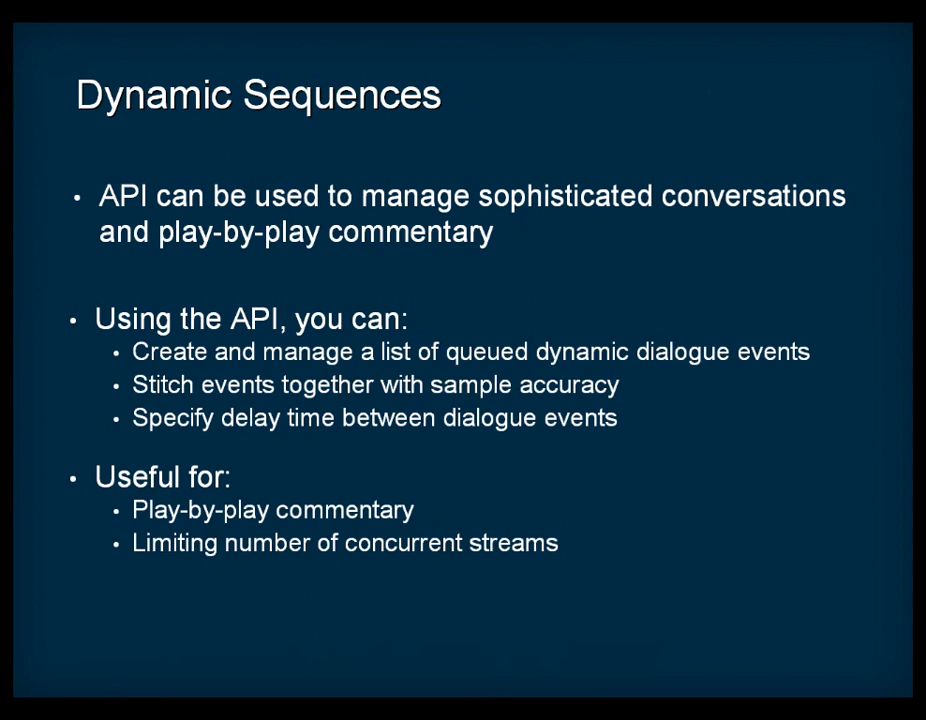 Dynamic Sequences
• API can be used to manage sophisticated conversations
and play-by-play commentary
• Using the API, you can:
• Create and manage a list of queued dynamic dialogue events
• Stitch events together with sample accuracy
• Specify delay time between dialogue events
• Useful for:
• Play-by-play commentary
• Limiting number of concurrent streams